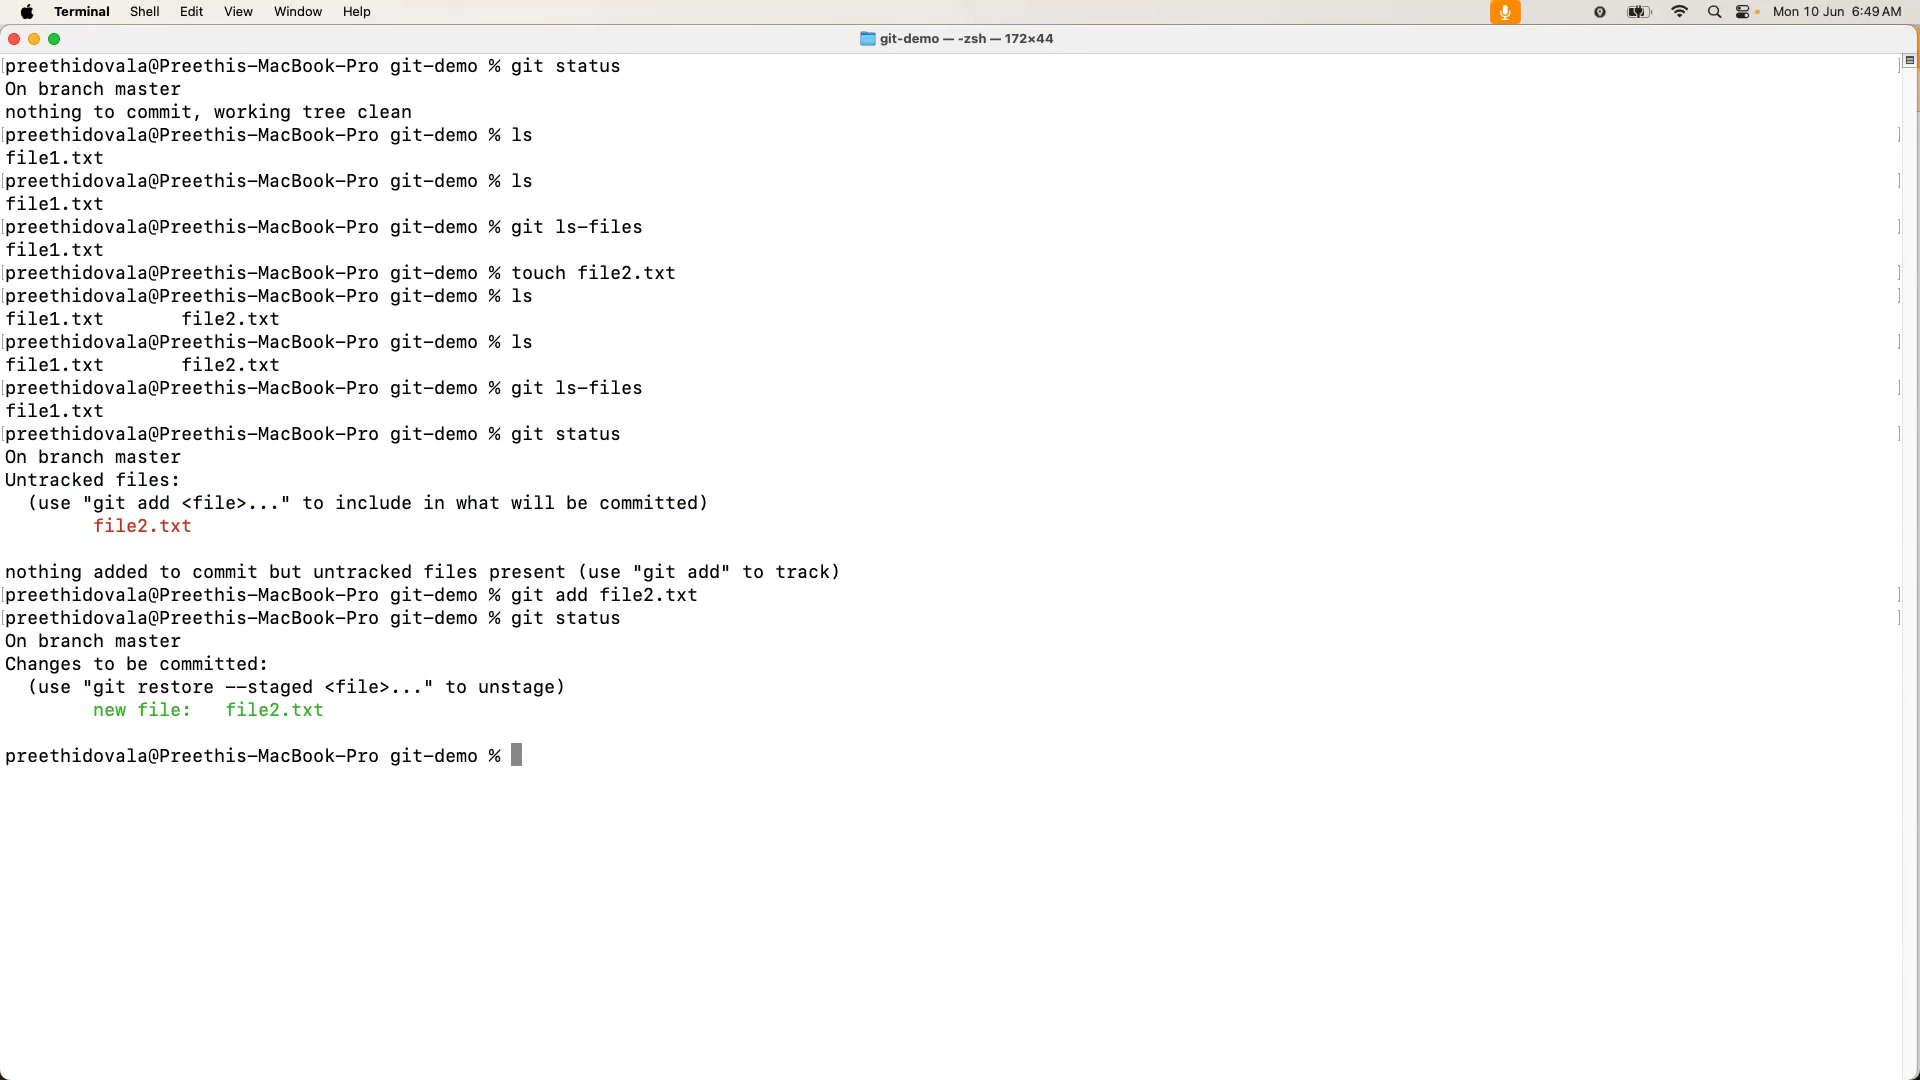 Terminal Shell Edit View Window Help Mon 10 Jun 6:49 AM
git-demo — -zsh — 172×44
preethidovala@Preethis-MacBook-Pro git-demo % git status
On branch master
nothing to commit, working tree clean
preethidovala@Preethis-MacBook-Pro git-demo % ls
file1.txt
preethidovala@Preethis-MacBook-Pro git-demo % ls
file1.txt
preethidovala@Preethis-MacBook-Pro git-demo % git ls-files
file1.txt
preethidovala@Preethis-MacBook-Pro git-demo % touch file2.txt
preethidovala@Preethis-MacBook-Pro git-demo % ls
file1.txt file2.txt
preethidovala@Preethis-MacBook-Pro git-demo % ls
file1.txt file2.txt
preethidovala@Preethis-MacBook-Pro git-demo % git ls-files
file1.txt
preethidovala@Preethis-MacBook-Pro git-demo % git status
On branch master
Untracked files:
(use "git add <file>..." to include in what will be committed)
file2.txt
nothing added to commit but untracked files present (use "git add" to track)
preethidovala@Preethis-MacBook-Pro git-demo % git add file2.txt
preethidovala@Preethis-MacBook-Pro git-demo % git status
On branch master
Changes to be committed:
(use "git restore --staged <file>..." to unstage)
new file: file2.txt
preethidovala@Preethis-MacBook-Pro git-demo %